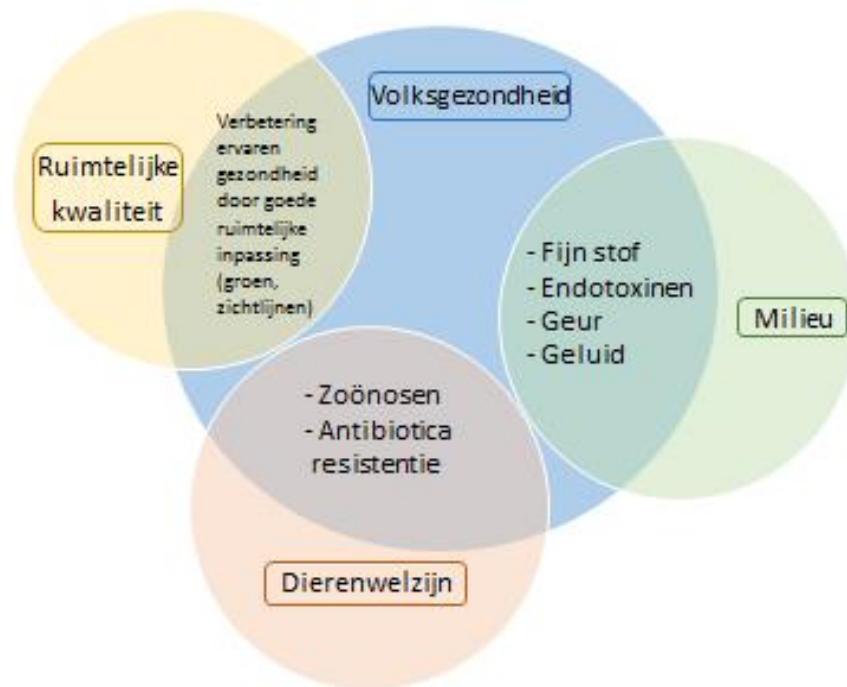 Volksgezondheid
Verbetering
ervaren
gezondheid
door goede
ruimtelijke
inpassing
(groen,
zichtlijnen)
Ruimtelijke
kwaliteit
- Fijn stof
- Endotoxinen
- Geur
- Geluid
Milieu
- Zoönosen
- Antibiotica
resistentie
Dierenwelzijn